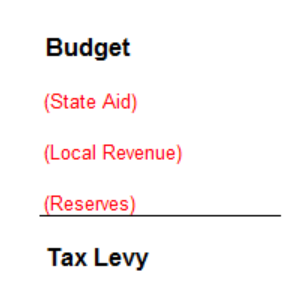 Budget
(State Aid)
(Local Revenue)
(Reserves)
Tax Levy